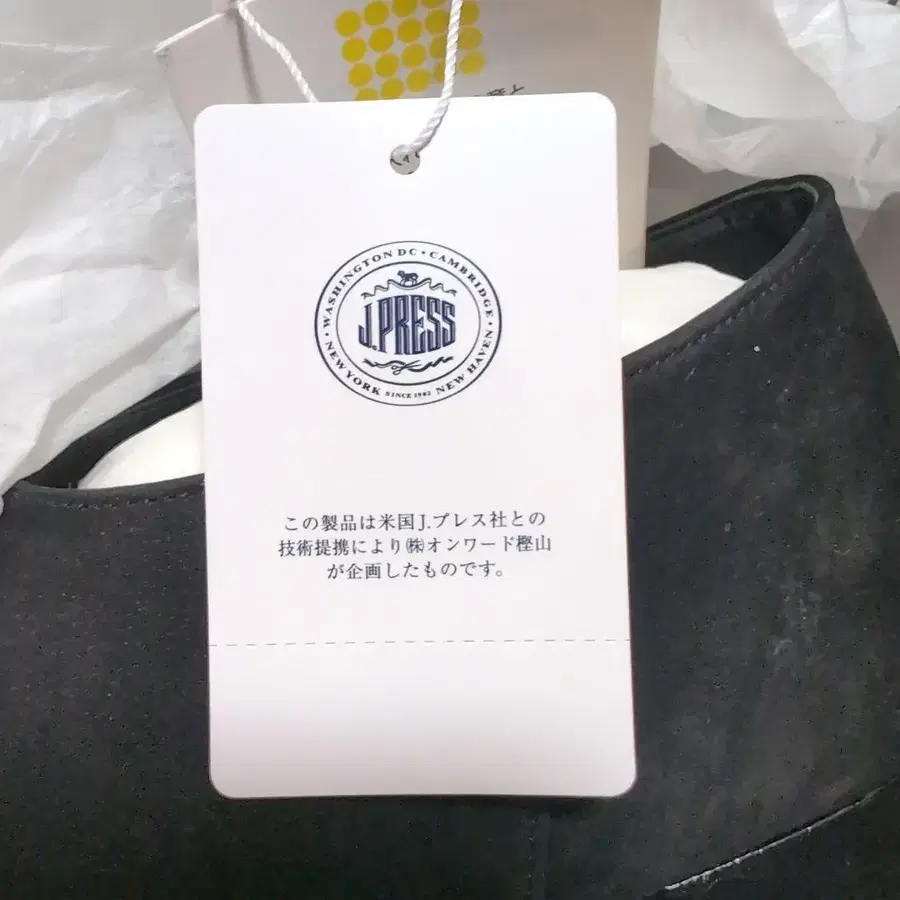 WASHINGTON DC • CAMBRIDGE •
J.PRESS
• NEW YORK SINCE 1902 NEW HAVEN
この製品は米国J.プレス社との
技術提携により㈱オンワード樫山
が企画したものです。